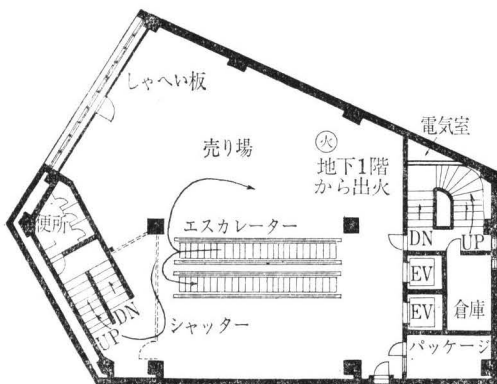 しゃへい板
電気室
売り場
火
地下1階
から出火
便所
エスカレーター
DN
UP
EV
倉庫
DN
シャッター
EV
UP
パッケージ